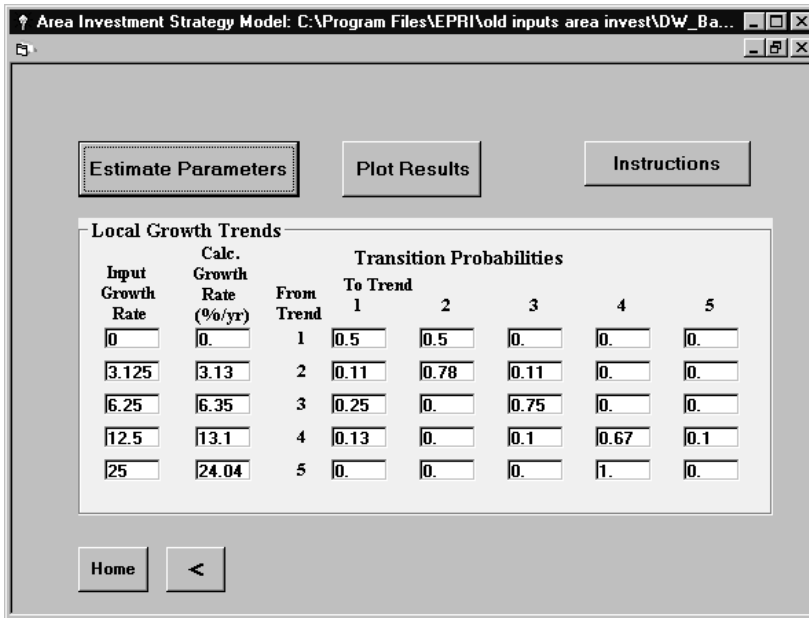 Area Investment Strategy Model: C:\Program Files\EPRI\old inputs area invest\DW_Ba...
Estimate Parameters
Plot Results
Instructions
Local Growth Trends
Input Growth Rate
Calc. Growth Rate (%/yr)
Transition Probabilities
From Trend
To Trend
1 2 3 4 5
0 0. 1 0.5 0.5 0. 0. 0.
3.125 3.13 2 0.11 0.78 0.11 0. 0.
6.25 6.35 3 0.25 0. 0.75 0. 0.
12.5 13.1 4 0.13 0. 0.1 0.67 0.1
25 24.04 5 0. 0. 0. 1. 0.
Home
<